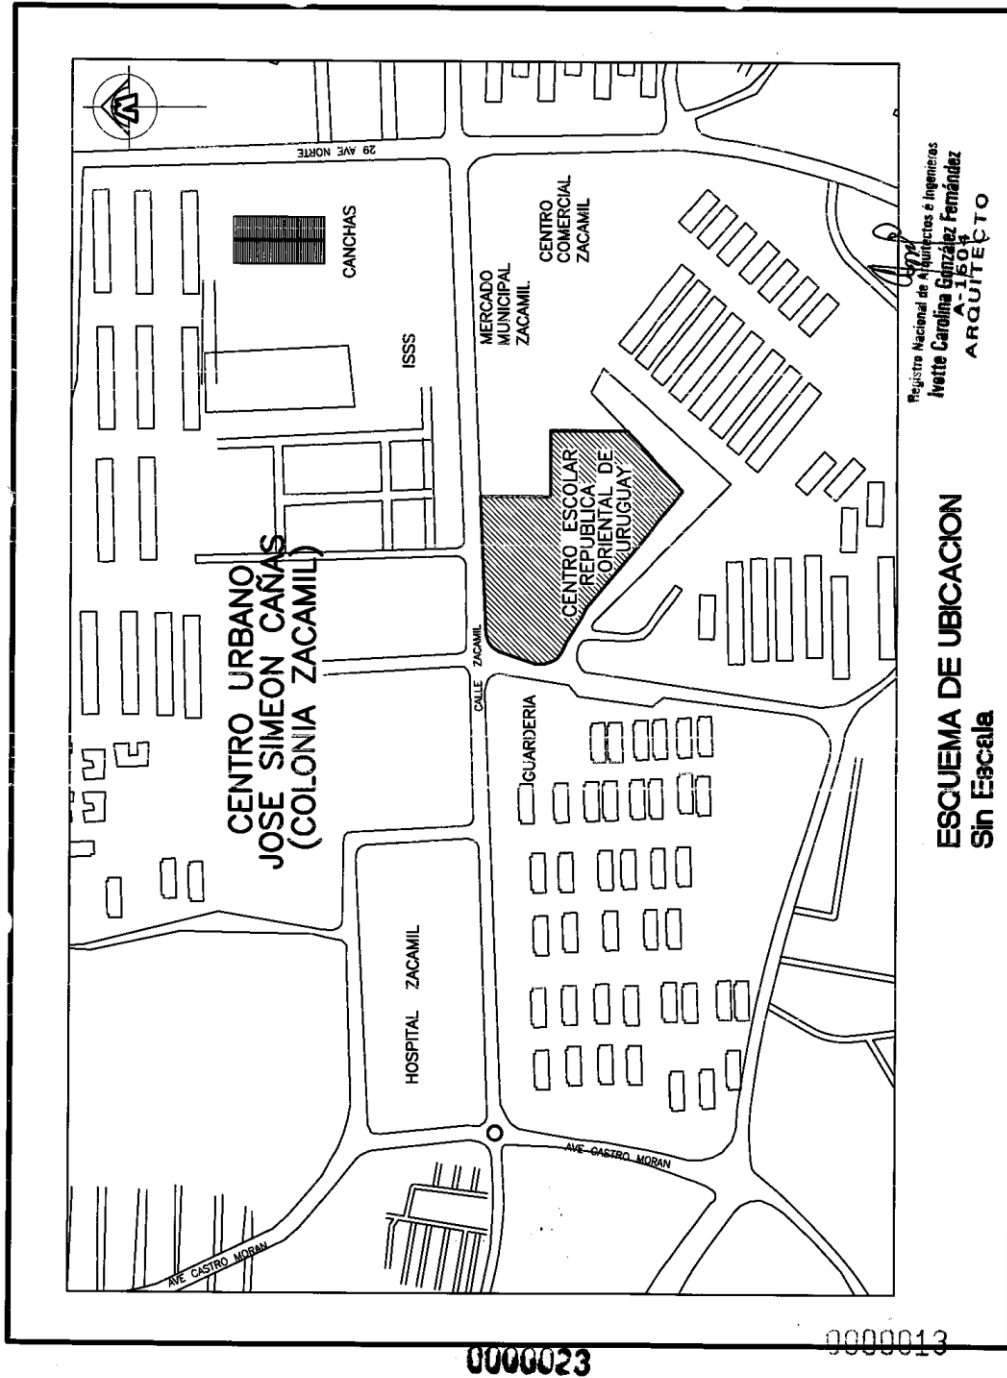 N
29 AVE NORTE
CANCHAS
ISSS
MERCADO
MUNICIPAL
ZACAMIL
CENTRO
COMERCIAL
ZACAMIL
CENTRO URBANO
JOSE SIMEON CAÑAS
(COLONIA ZACAMIL)
CENTRO ESCOLAR
REPUBLICA
ORIENTAL DE
URUGUAY
CALLE ZACAMIL
GUARDERIA
HOSPITAL ZACAMIL
AVE CASTRO MORAN
AVE CASTRO MORAN
Registro Nacional de Arquitectos e Ingenieros
Ivette Carolina González Fernández
A-1604
ARQUITECTO
ESQUEMA DE UBICACION
Sin Escala
0000013
0000023